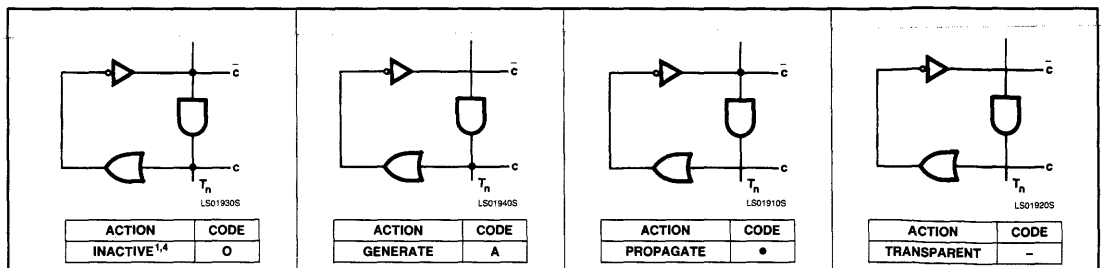 c̄
c
Tn
LS01930S
ACTION CODE
INACTIVE1,4 O
c̄
c
Tn
LS01940S
ACTION CODE
GENERATE A
c̄
c
Tn
LS01910S
ACTION CODE
PROPAGATE ●
c̄
c
Tn
LS01920S
ACTION CODE
TRANSPARENT –